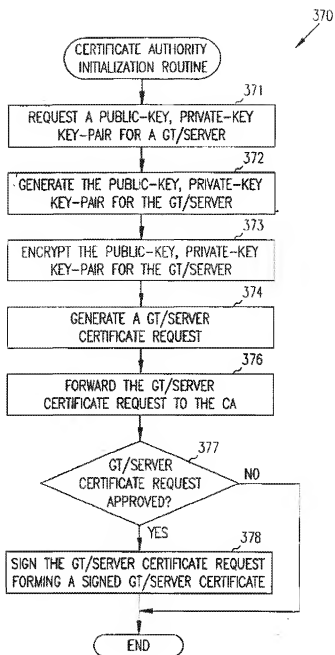 370
CERTIFICATE AUTHORITY
INITIALIZATION ROUTINE
371
REQUEST A PUBLIC-KEY, PRIVATE-KEY
KEY-PAIR FOR A GT/SERVER
372
GENERATE THE PUBLIC-KEY, PRIVATE-KEY
KEY-PAIR FOR THE GT/SERVER
373
ENCRYPT THE PUBLIC-KEY, PRIVATE-KEY
KEY-PAIR FOR THE GT/SERVER
374
GENERATE A GT/SERVER
CERTIFICATE REQUEST
376
FORWARD THE GT/SERVER
CERTIFICATE REQUEST TO THE CA
377
GT/SERVER
CERTIFICATE REQUEST
APPROVED?
NO
YES
378
SIGN THE GT/SERVER CERTIFICATE REQUEST
FORMING A SIGNED GT/SERVER CERTIFICATE
END